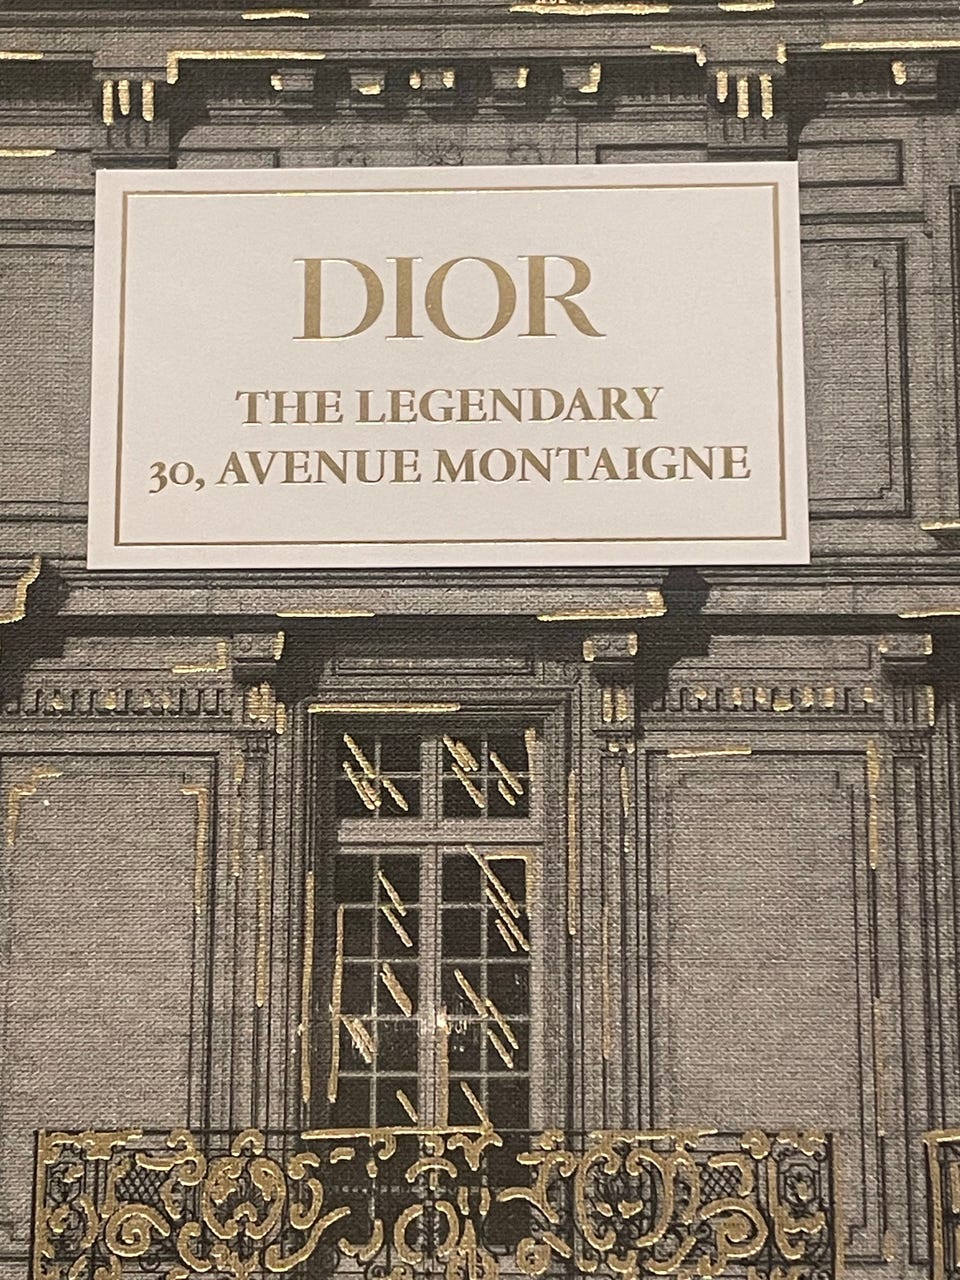 DIOR
THE LEGENDARY
30, AVENUE MONTAIGNE